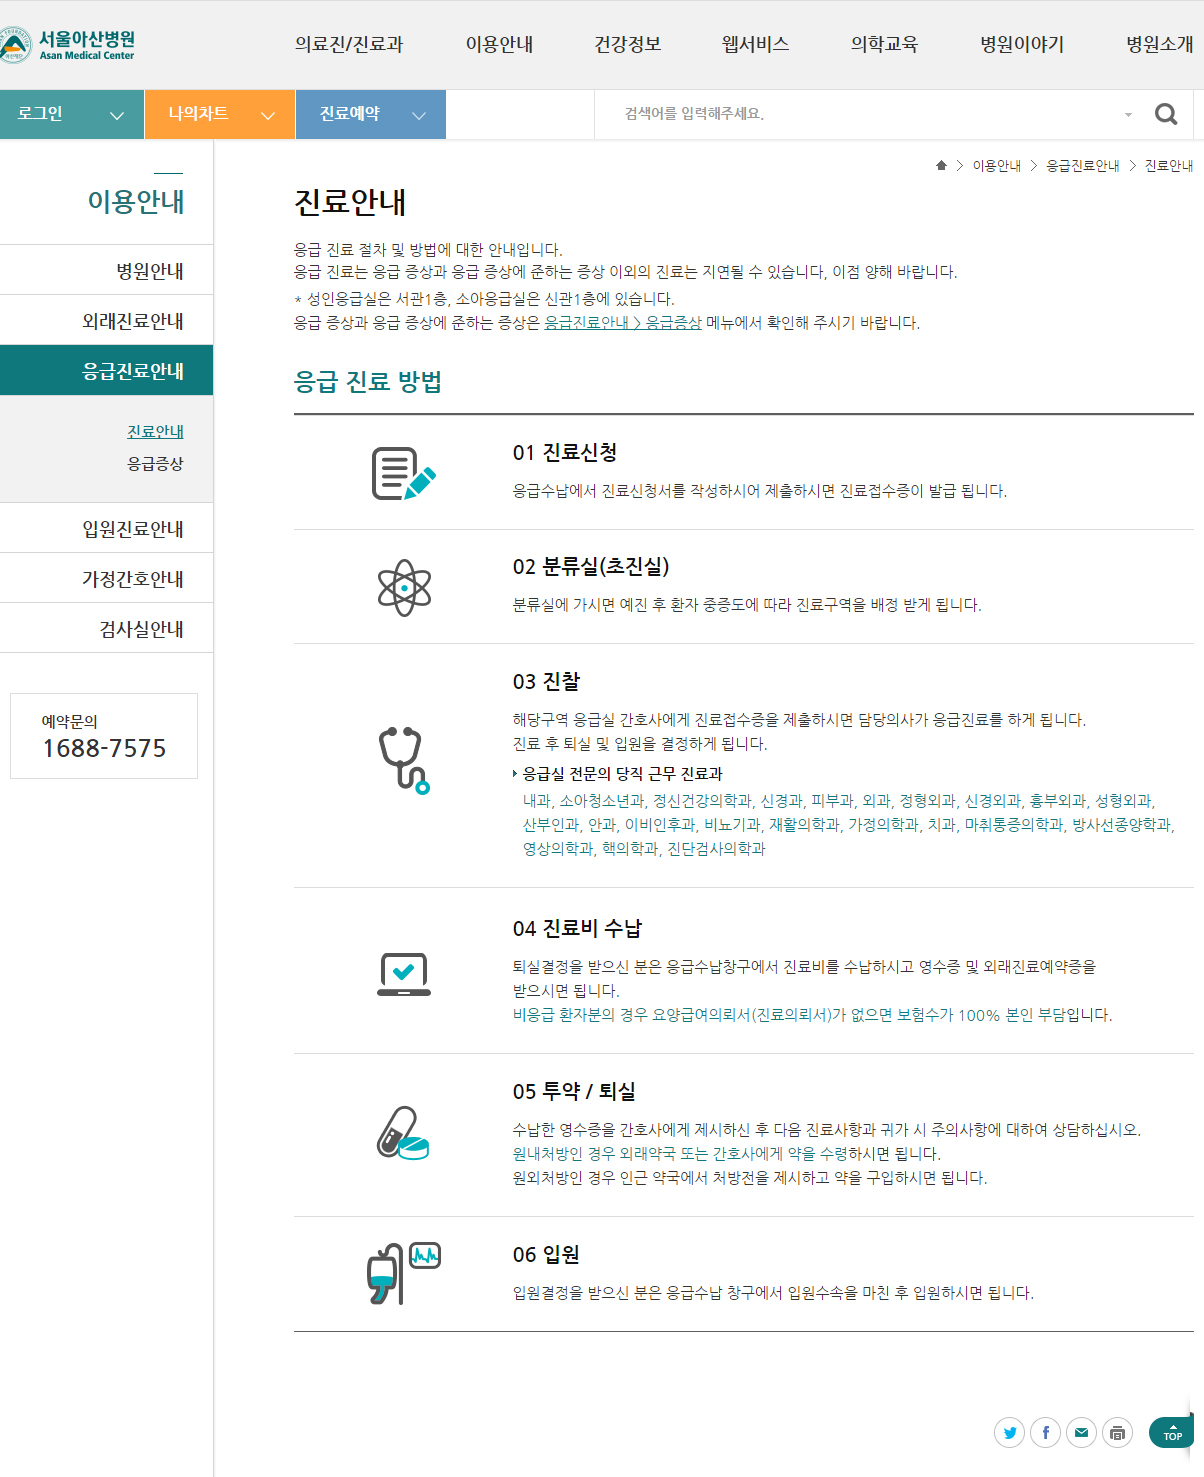 서울아산병원
Asan Medical Center
의료진/진료과 이용안내 건강정보 웹서비스 의학교육 병원이야기 병원소개
로그인 나의차트 진료예약 검색어를 입력해주세요.
이용안내 > 응급진료안내 > 진료안내
이용안내
병원안내
외래진료안내
응급진료안내
진료안내
응급증상
입원진료안내
가정간호안내
검사실안내
예약문의
1688-7575
진료안내
응급 진료 절차 및 방법에 대한 안내입니다.
응급 진료는 응급 증상과 응급 증상에 준하는 증상 이외의 진료는 지연될 수 있습니다, 이점 양해 바랍니다.
* 성인응급실은 서관1층, 소아응급실은 신관1층에 있습니다.
응급 증상과 응급 증상에 준하는 증상은 응급진료안내 > 응급증상 메뉴에서 확인해 주시기 바랍니다.
응급 진료 방법
01 진료신청
응급수납에서 진료신청서를 작성하시어 제출하시면 진료접수증이 발급 됩니다.
02 분류실(초진실)
분류실에 가시면 예진 후 환자 중증도에 따라 진료구역을 배정 받게 됩니다.
03 진찰
해당구역 응급실 간호사에게 진료접수증을 제출하시면 담당의사가 응급진료를 하게 됩니다.
진료 후 퇴실 및 입원을 결정하게 됩니다.
응급실 전문의 당직 근무 진료과
내과, 소아청소년과, 정신건강의학과, 신경과, 피부과, 외과, 정형외과, 신경외과, 흉부외과, 성형외과,
산부인과, 안과, 이비인후과, 비뇨기과, 재활의학과, 가정의학과, 치과, 마취통증의학과, 방사선종양학과,
영상의학과, 핵의학과, 진단검사의학과
04 진료비 수납
퇴실결정을 받으신 분은 응급수납창구에서 진료비를 수납하시고 영수증 및 외래진료예약증을
받으시면 됩니다.
비응급 환자분의 경우 요양급여의뢰서(진료의뢰서)가 없으면 보험수가 100% 본인 부담입니다.
05 투약 / 퇴실
수납한 영수증을 간호사에게 제시하신 후 다음 진료사항과 귀가 시 주의사항에 대하여 상담하십시오.
원내처방인 경우 외래약국 또는 간호사에게 약을 수령하시면 됩니다.
원외처방인 경우 인근 약국에서 처방전을 제시하고 약을 구입하시면 됩니다.
06 입원
입원결정을 받으신 분은 응급수납 창구에서 입원수속을 마친 후 입원하시면 됩니다.
TOP